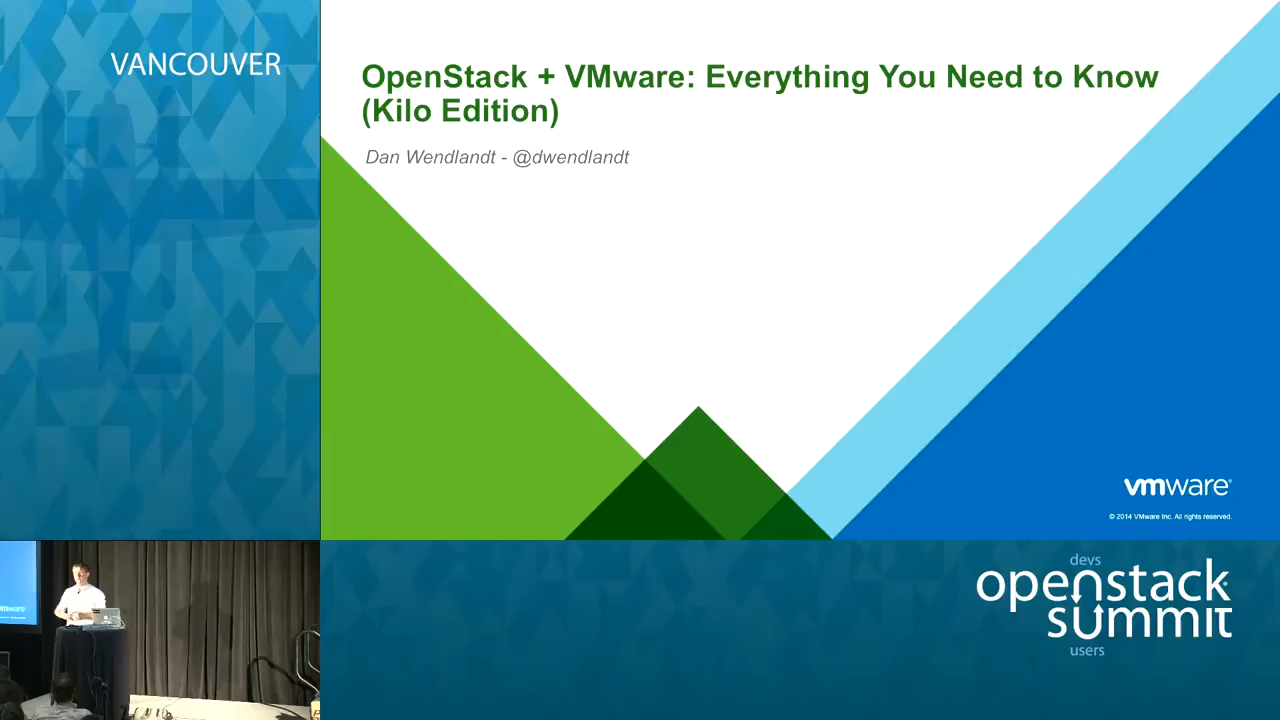 VANCOUVER
OpenStack + VMware: Everything You Need to Know
(Kilo Edition)
Dan Wendlandt - @dwendlandt
vmware
© 2014 VMware Inc. All rights reserved.
devs
openstack
summit
users